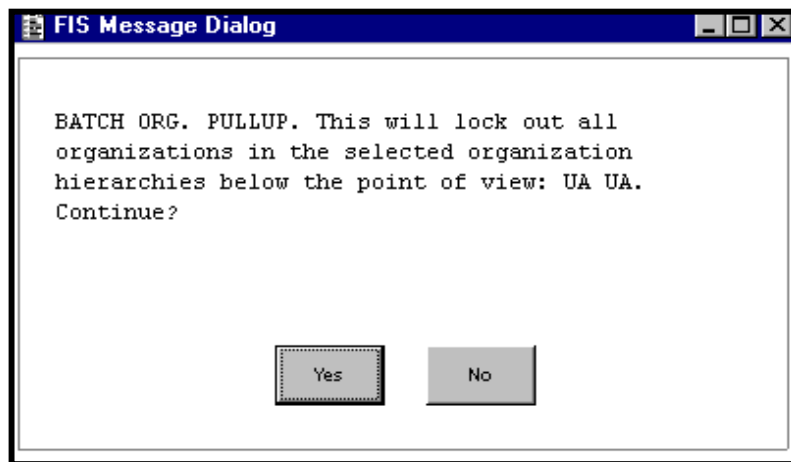 FIS Message Dialog
BATCH ORG. PULLUP. This will lock out all
organizations in the selected organization
hierarchies below the point of view: UA UA.
Continue?
Yes No